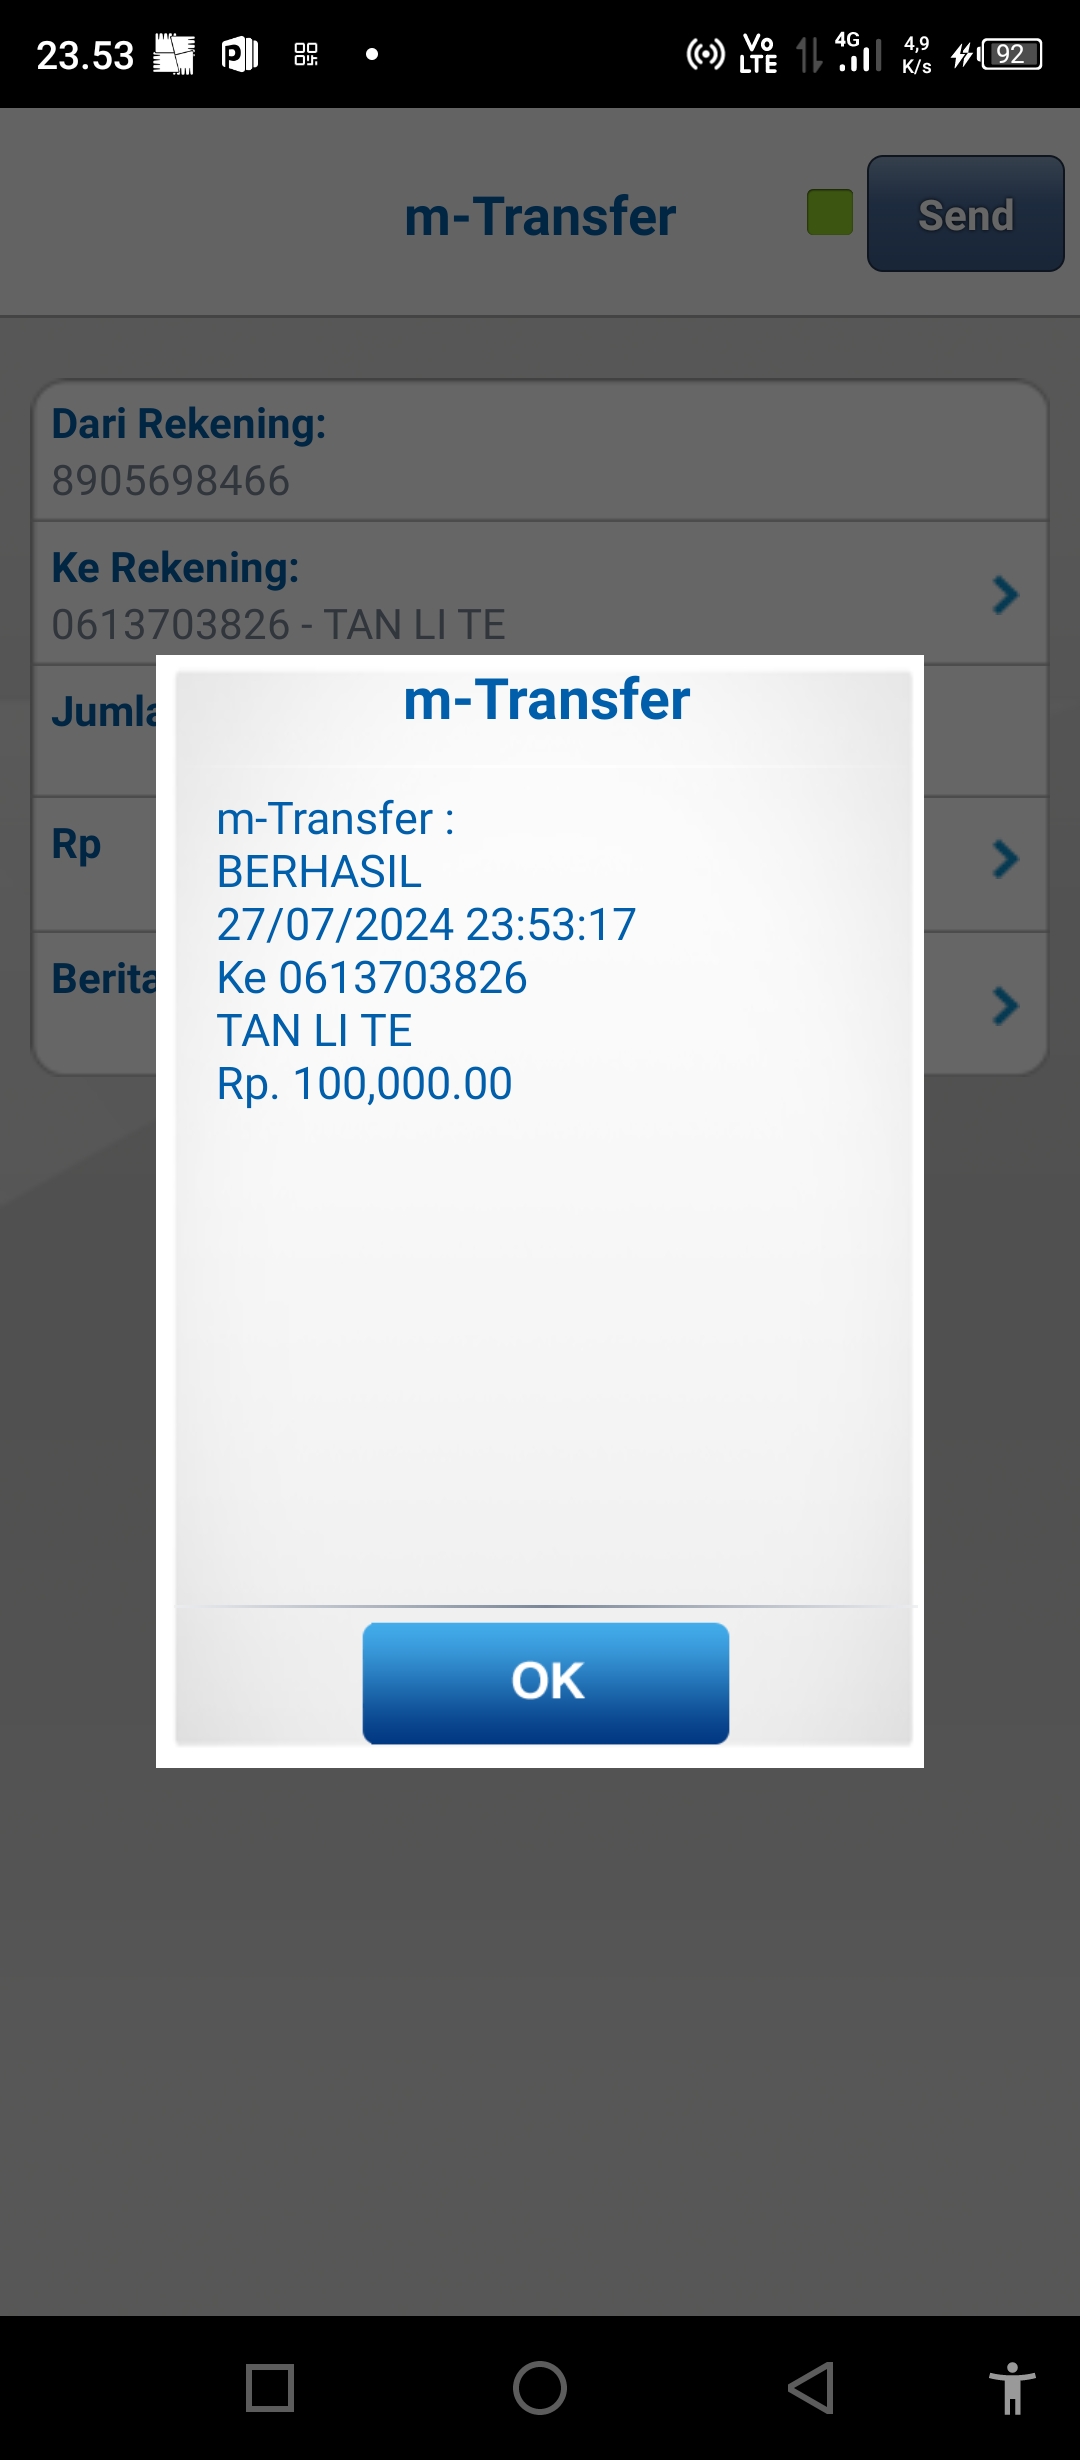 23.53
Vo
LTE
4G
4,9
K/s
92
m-Transfer
Send
Dari Rekening:
8905698466
Ke Rekening:
0613703826 - TAN LI TE
Rp
m-Transfer
m-Transfer :
BERHASIL
27/07/2024 23:53:17
Ke 0613703826
TAN LI TE
Rp. 100,000.00
OK